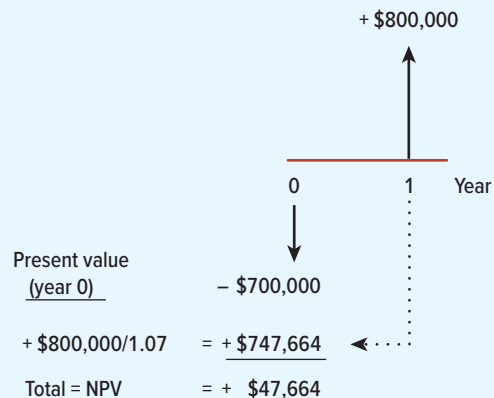 + $800,000
0 1 Year
Present value
(year 0) – $700,000
+ $800,000/1.07 = + $747,664
Total = NPV = + $47,664